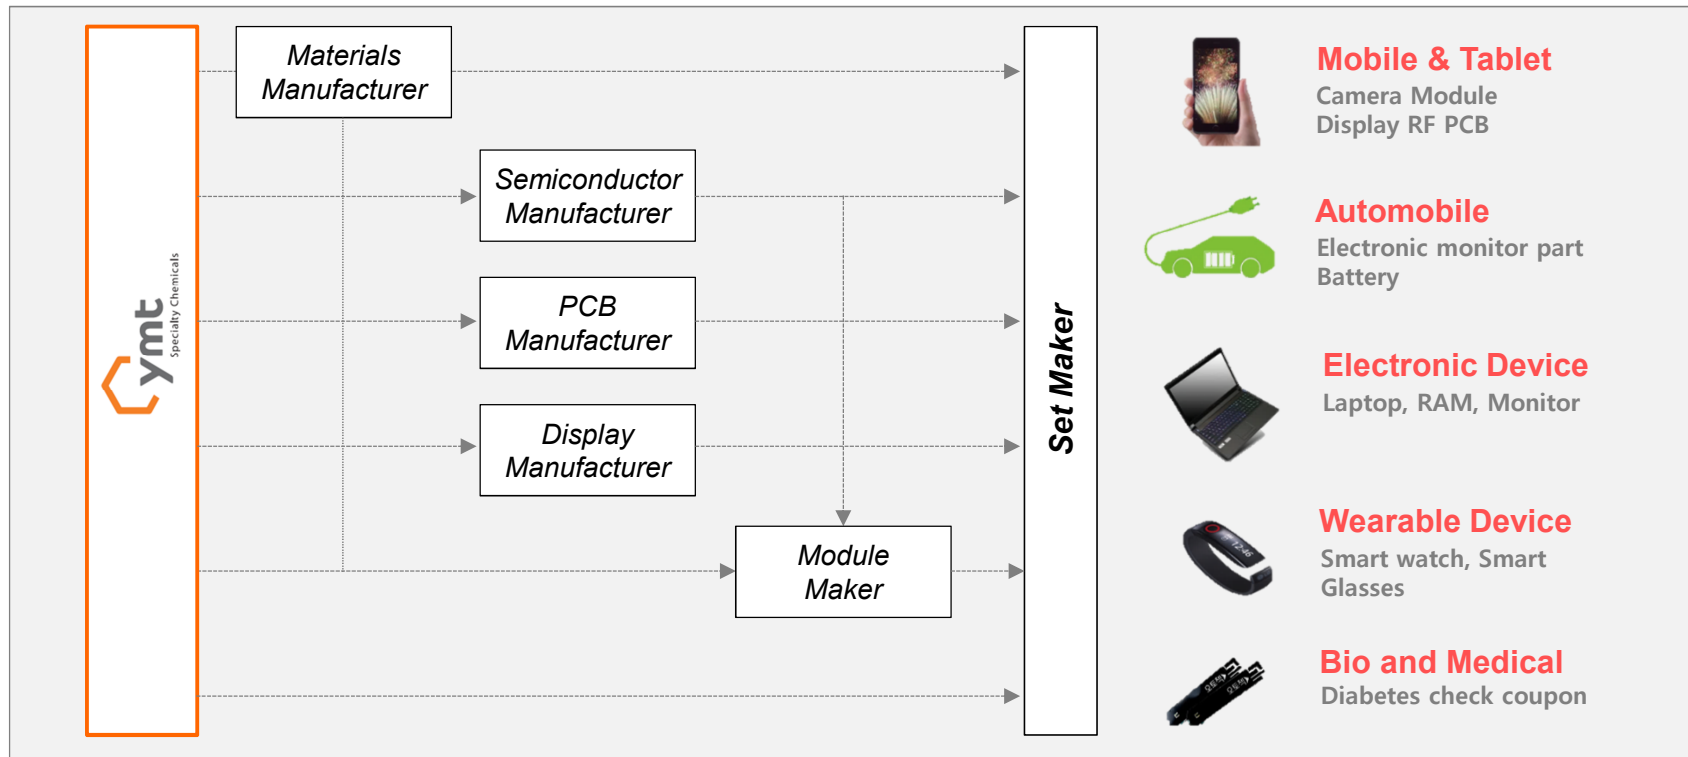 ymt
Specialty Chemicals
Materials
Manufacturer
Semiconductor
Manufacturer
PCB
Manufacturer
Display
Manufacturer
Module
Maker
Set Maker
Mobile & Tablet
Camera Module
Display RF PCB
Automobile
Electronic monitor part
Battery
Electronic Device
Laptop, RAM, Monitor
Wearable Device
Smart watch, Smart
Glasses
12:46
Bio and Medical
Diabetes check coupon